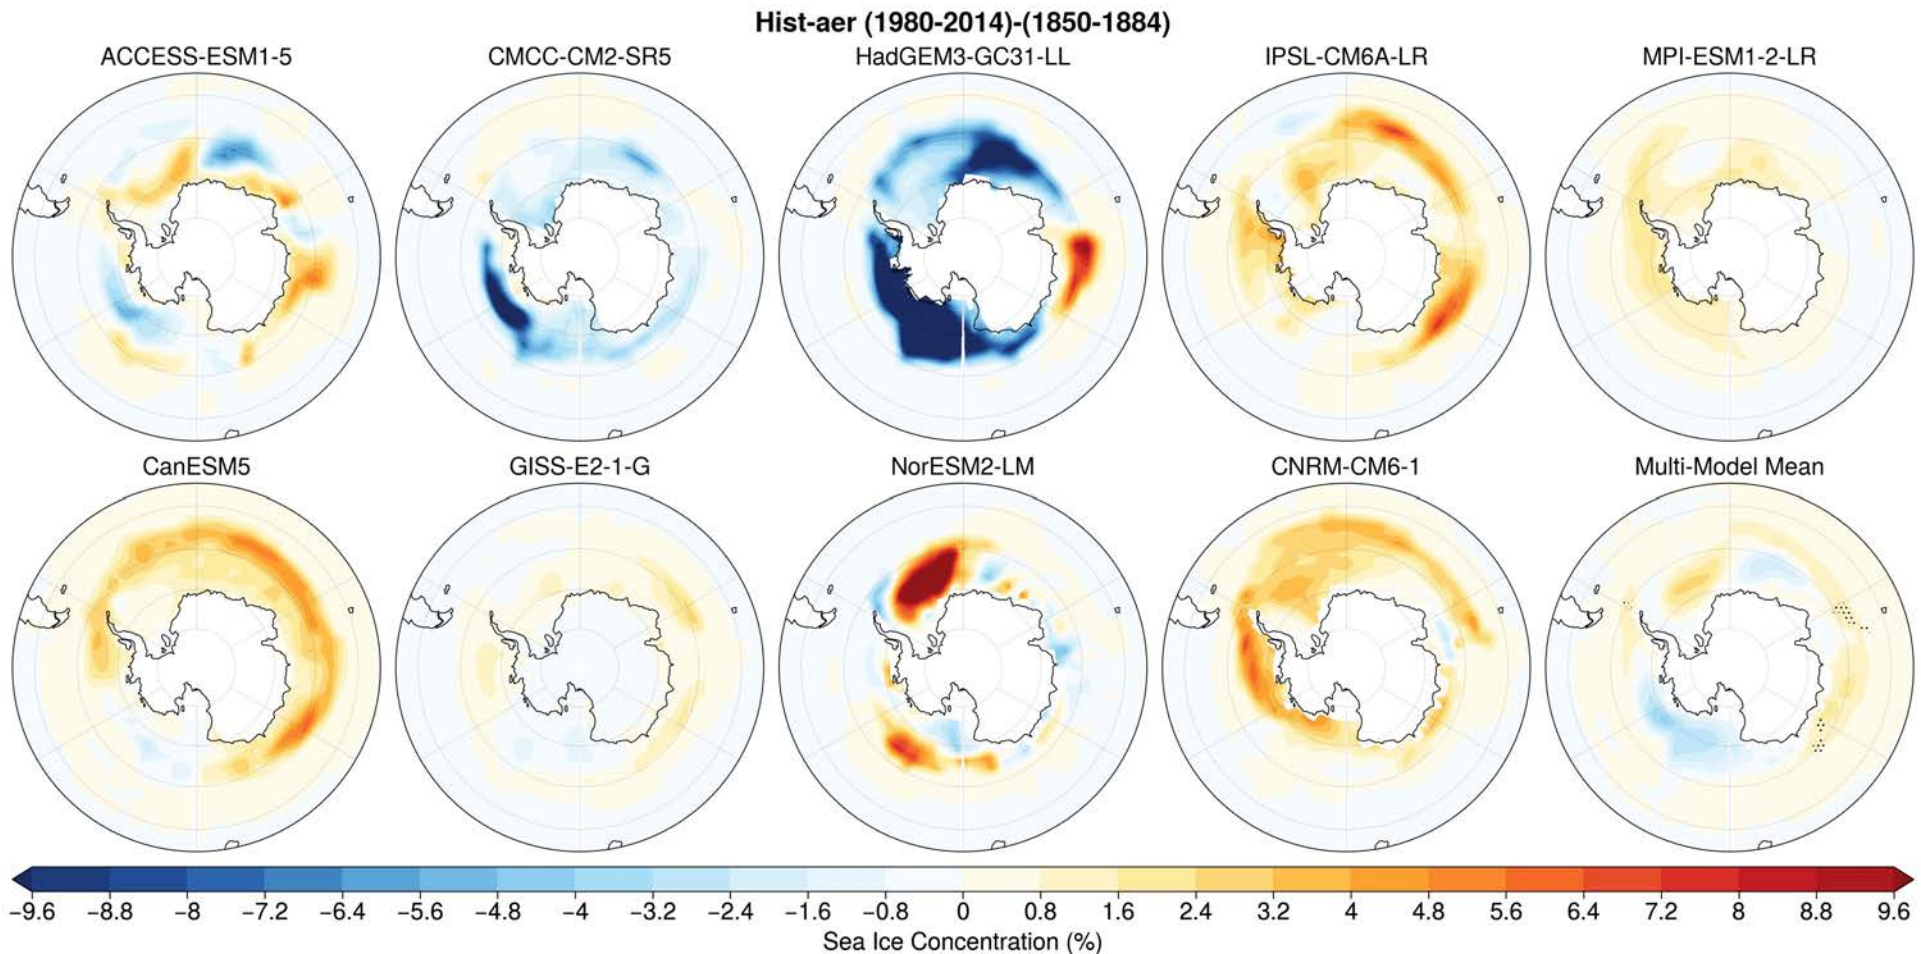 Hist-aer (1980-2014)-(1850-1884)
ACCESS-ESM1-5 CMCC-CM2-SR5 HadGEM3-GC31-LL IPSL-CM6A-LR MPI-ESM1-2-LR
CanESM5 GISS-E2-1-G NorESM2-LM CNRM-CM6-1 Multi-Model Mean
−9.6 −8.8 −8 −7.2 −6.4 −5.6 −4.8 −4 −3.2 −2.4 −1.6 −0.8 0 0.8 1.6 2.4 3.2 4 4.8 5.6 6.4 7.2 8 8.8 9.6
Sea Ice Concentration (%)